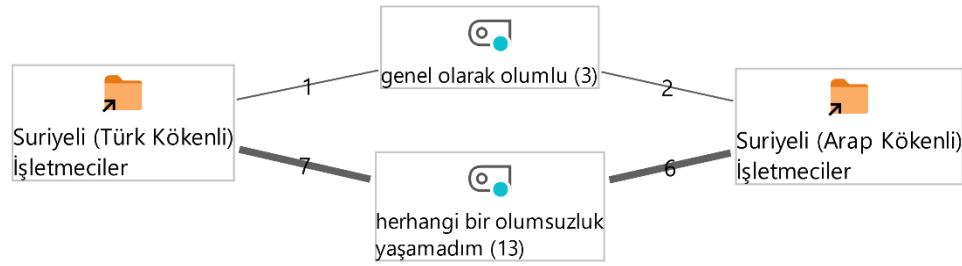 genel olarak olumlu (3)
1
2
Suriyeli (Türk Kökenli)
İşletmeciler
Suriyeli (Arap Kökenli)
İşletmeciler
7
6
herhangi bir olumsuzluk
yaşamadım (13)